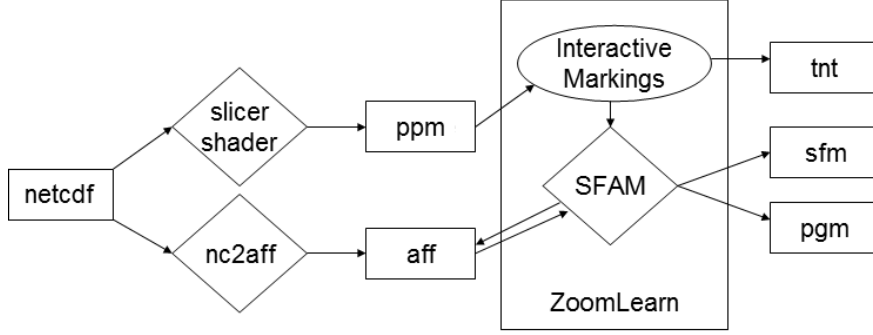 Interactive
Markings
tnt
slicer
shader
ppm
sfm
netcdf
SFAM
nc2aff
aff
pgm
ZoomLearn